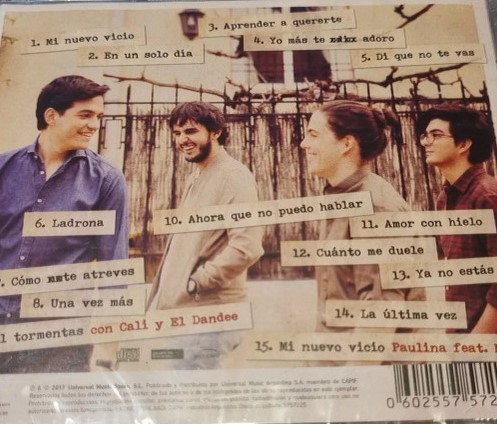 1. Mi nuevo vicio
2. En un solo día
3. Aprender a quererte
4. Yo más te adoro
5. Di que no te vas
6. Ladrona
7. Cómo te atreves
8. Una vez más
tormentas con Cali y El Dandee
10. Ahora que no puedo hablar
11. Amor con hielo
12. Cuánto me duele
13. Ya no estás
14. La última vez
15. Mi nuevo vicio Paulina feat.
℗ & © 2017 Universal Music Spain, S.L.
0 602557 572